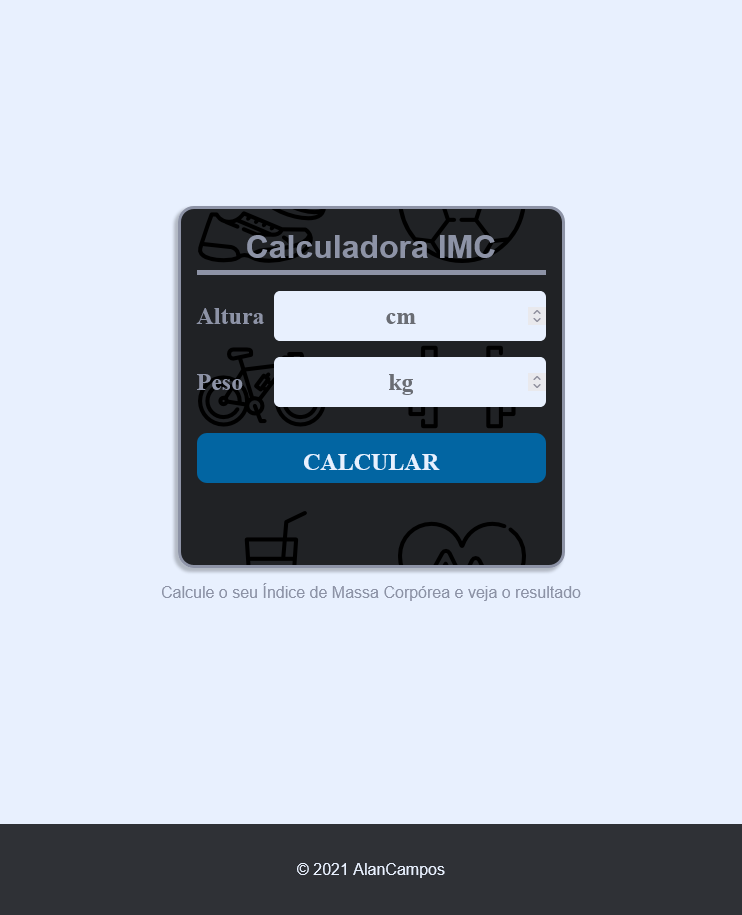 Calculadora IMC
Altura cm
Peso kg
CALCULAR
Calcule o seu Índice de Massa Corpórea e veja o resultado
© 2021 AlanCampos